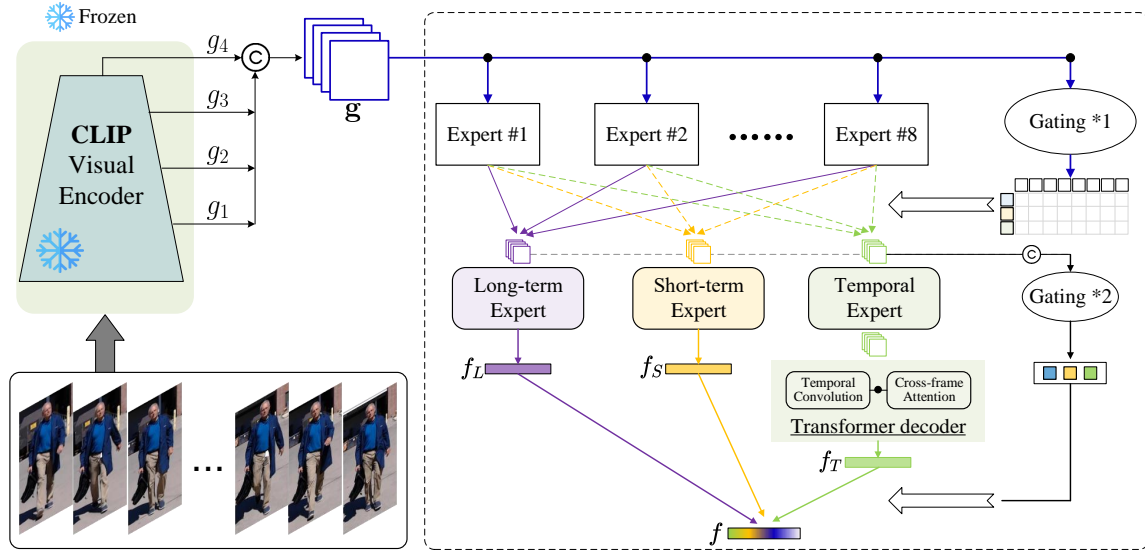 Frozen
g4
g3
g2
g1
C
g
CLIP
Visual
Encoder
Expert #1
Expert #2
......
Expert #8
Gating *1
C
Long-term
Expert
Short-term
Expert
Temporal
Expert
Gating *2
fL
fS
Temporal
Convolution
Cross-frame
Attention
Transformer decoder
fT
...
f